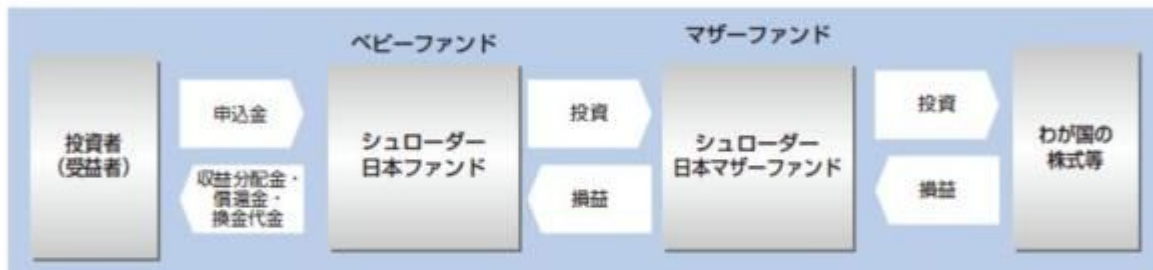 ベビーファンド
マザーファンド
投資者
（受益者）
申込金
収益分配金・
償還金・
換金代金
シュローダー
日本ファンド
投資
損益
シュローダー
日本マザーファンド
投資
損益
わが国の
株式等